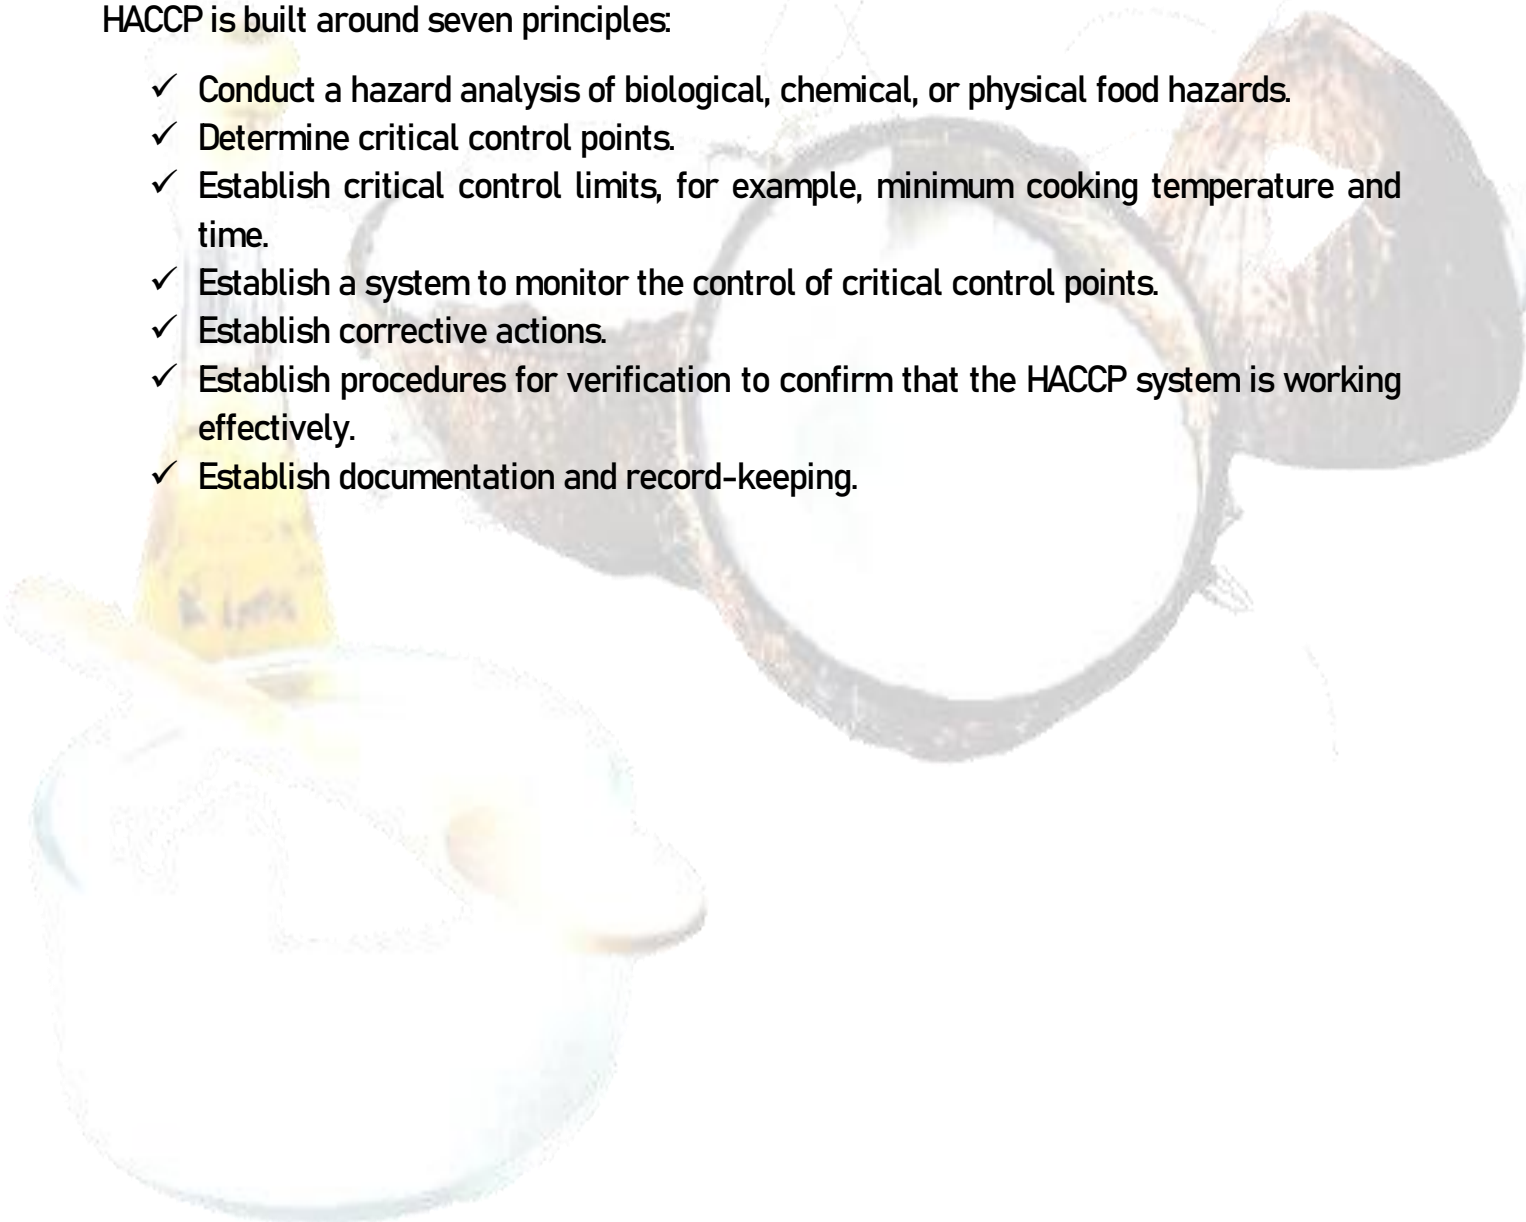 HACCP is built around seven principles:
✓ Conduct a hazard analysis of biological, chemical, or physical food hazards.
✓ Determine critical control points.
✓ Establish critical control limits, for example, minimum cooking temperature and
time.
✓ Establish a system to monitor the control of critical control points.
✓ Establish corrective actions.
✓ Establish procedures for verification to confirm that the HACCP system is working
effectively.
✓ Establish documentation and record-keeping.